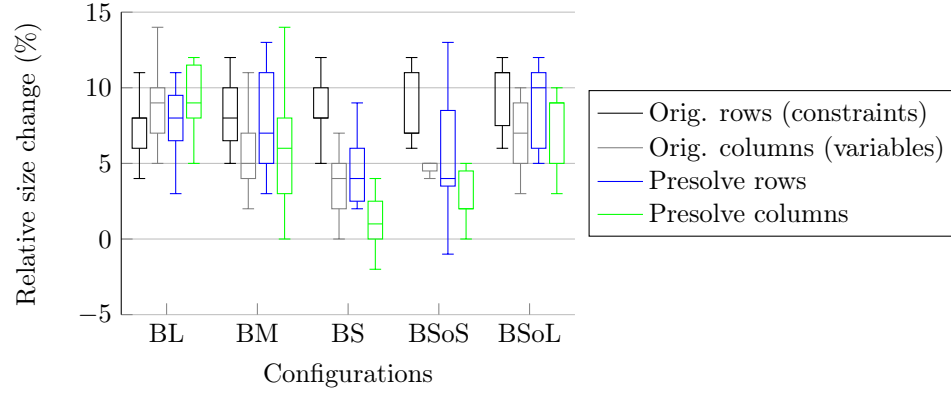 Relative size change (%)
15
10
5
0
−5
BL BM BS BSoS BSoL
Configurations
Orig. rows (constraints)
Orig. columns (variables)
Presolve rows
Presolve columns